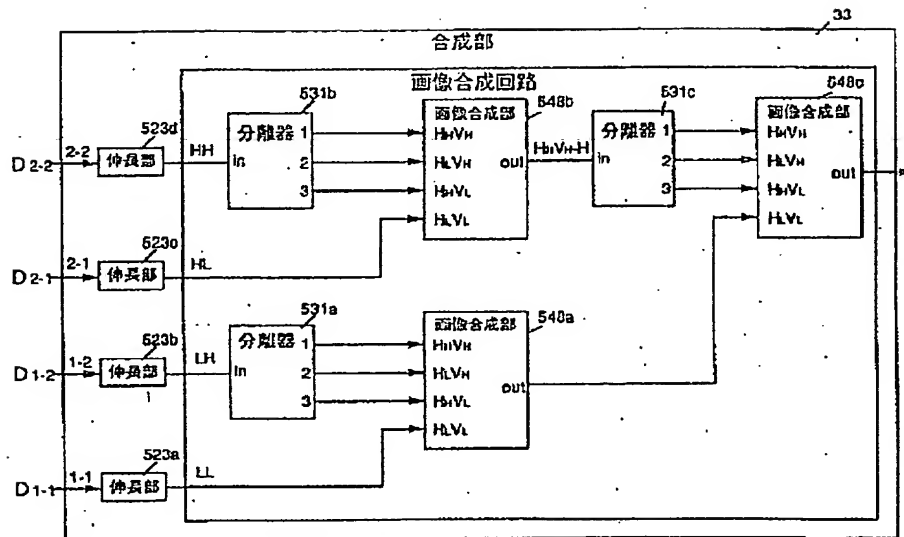 33
合成部
画像合成回路
523d
D2-2
2-2
伸長部
HH
531b
分離器
in
1
2
3
548b
画像合成部
HHVH
HLVH
HHVL
HLVL
out
HHVH-H
531c
分離器
in
1
2
3
548c
画像合成部
HHVH
HLVH
HHVL
HLVL
out
523c
D2-1
2-1
伸長部
HL
523b
D1-2
1-2
伸長部
LH
531a
分離器
in
1
2
3
548a
画像合成部
HHVH
HLVH
HHVL
HLVL
out
523a
D1-1
1-1
伸長部
LL